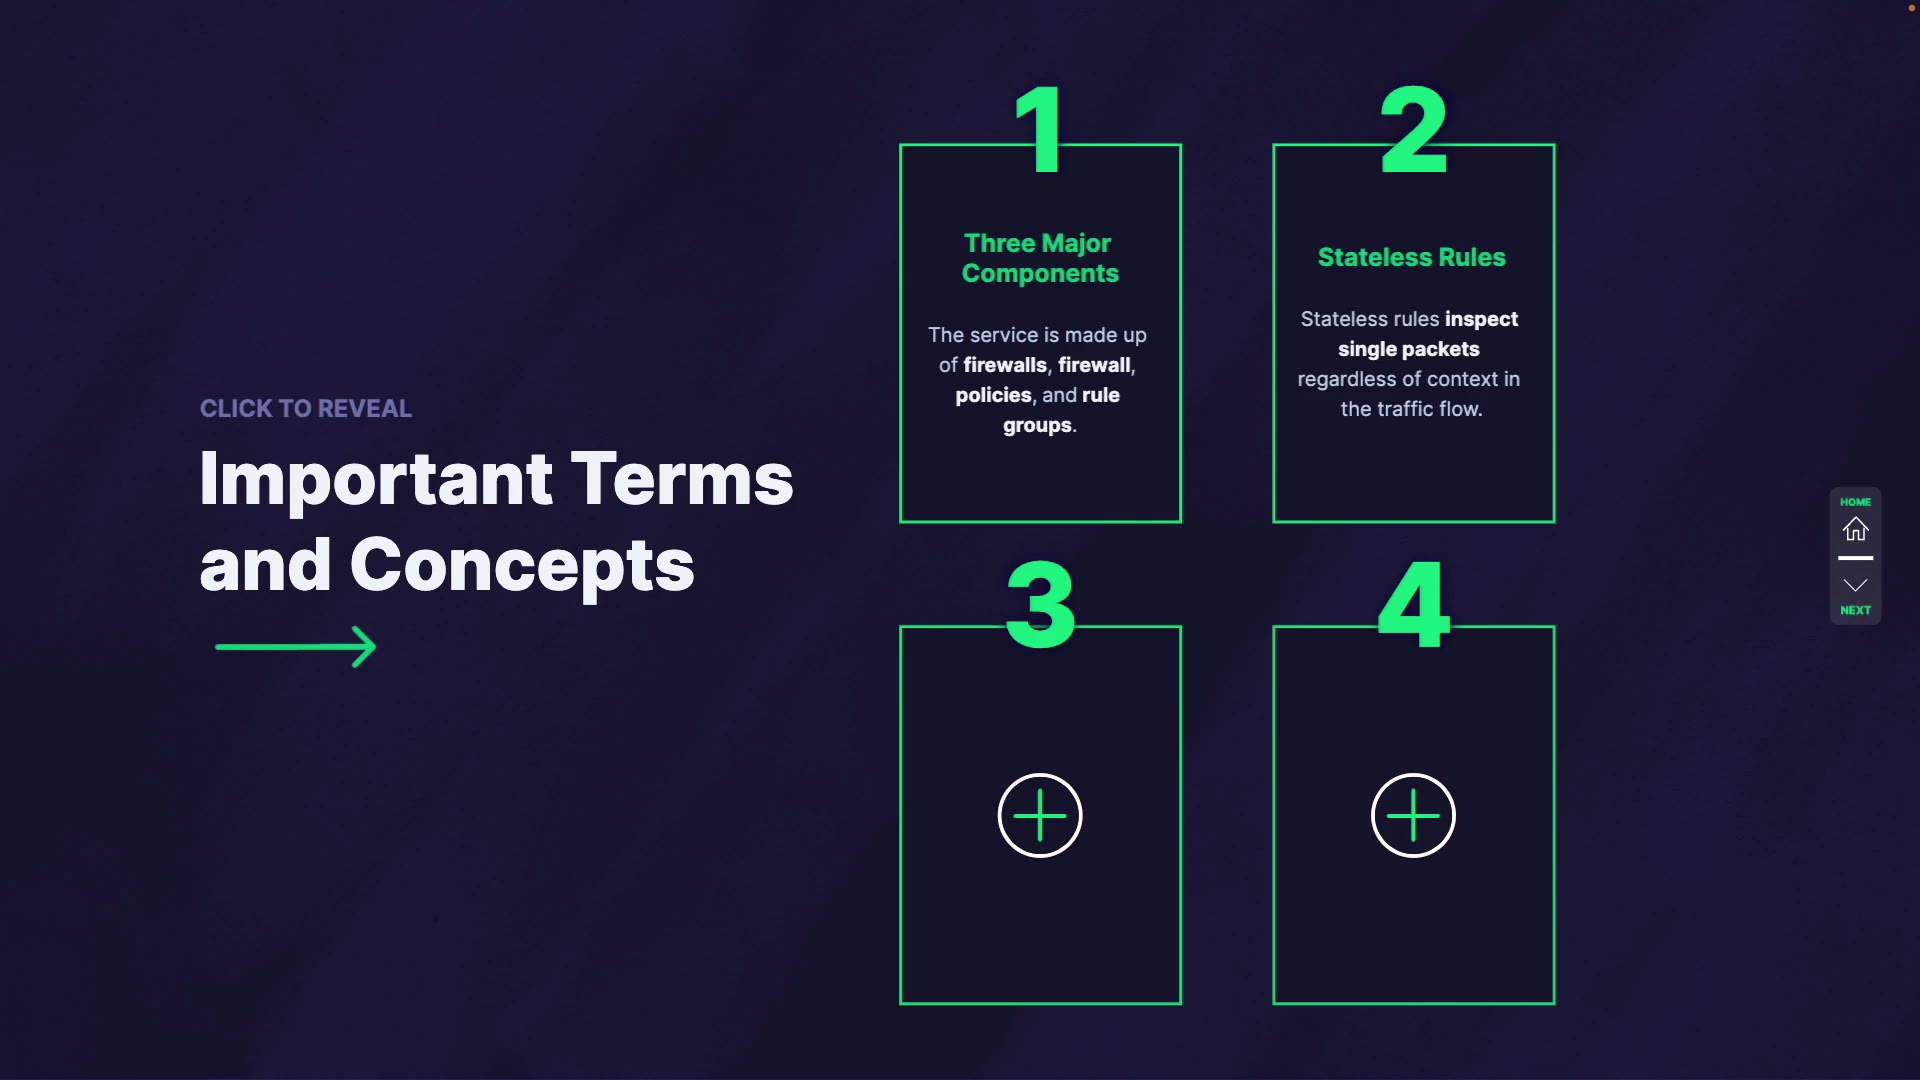 CLICK TO REVEAL
Important Terms
and Concepts
1
Three Major
Components
The service is made up
of firewalls, firewall,
policies, and rule
groups.
2
Stateless Rules
Stateless rules inspect
single packets
regardless of context in
the traffic flow.
3
4
HOME
NEXT